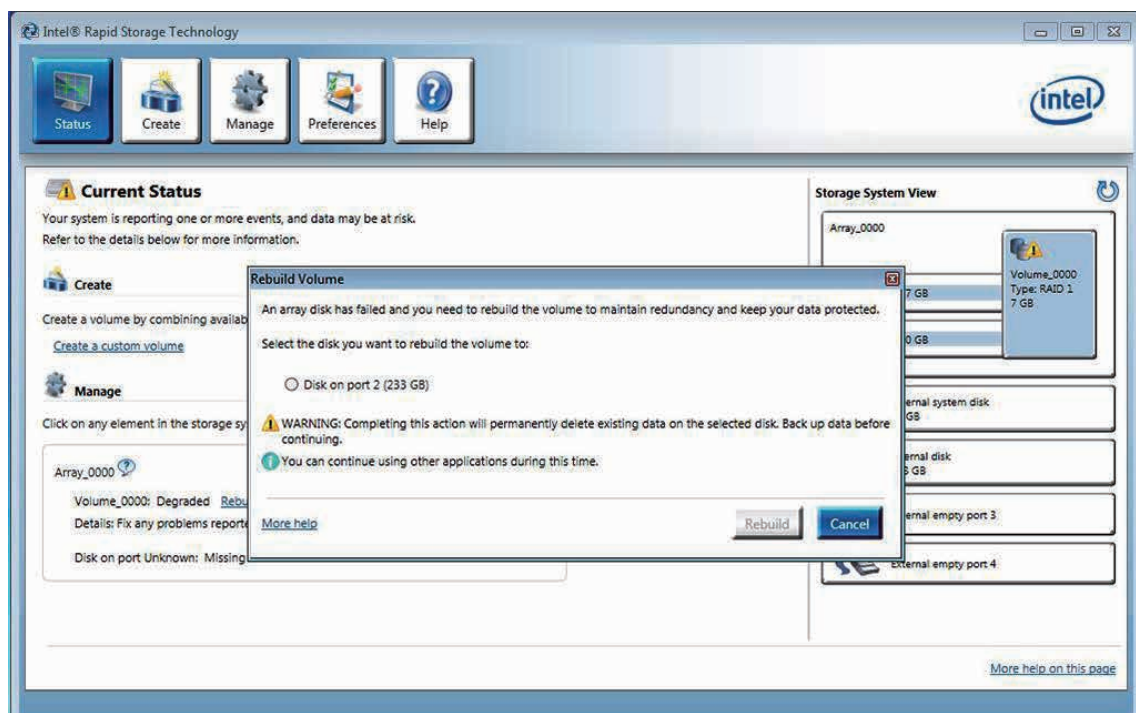 Intel® Rapid Storage Technology
Status
Create
Manage
Preferences
Help
intel
Current Status
Your system is reporting one or more events, and data may be at risk.
Refer to the details below for more information.
Create
Create a volume by combining availab
Create a custom volume
Manage
Click on any element in the storage sy
Array_0000
Volume_0000: Degraded Rebu
Details: Fix any problems reporte
Disk on port Unknown: Missing
Rebuild Volume
An array disk has failed and you need to rebuild the volume to maintain redundancy and keep your data protected.
Select the disk you want to rebuild the volume to:
Disk on port 2 (233 GB)
WARNING: Completing this action will permanently delete existing data on the selected disk. Back up data before
continuing.
You can continue using other applications during this time.
More help
Rebuild
Cancel
Storage System View
Array_0000
Volume_0000
Type: RAID 1
7 GB
7 GB
0 GB
ernal system disk
GB
ernal disk
GB
ernal empty port 3
External empty port 4
More help on this page